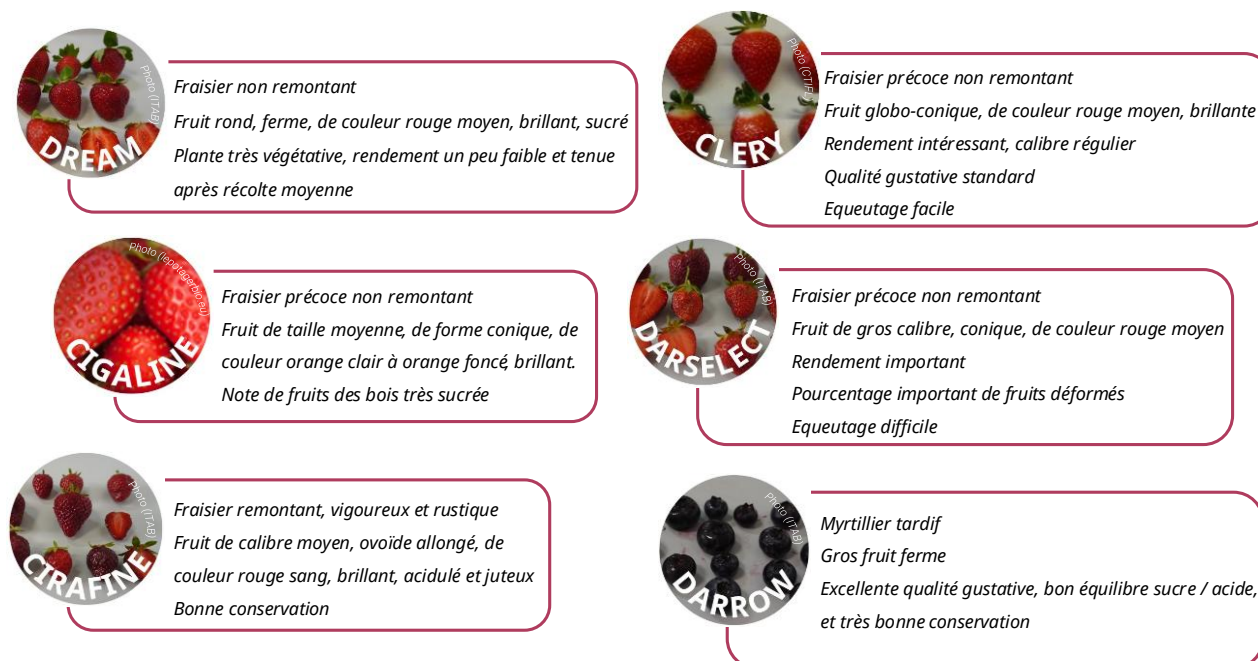 Photo (ITAB)
DREAM
Fraisier non remontant
Fruit rond, ferme, de couleur rouge moyen, brillant, sucré
Plante très végétative, rendement un peu faible et tenue
après récolte moyenne
Photo (CTIFL)
CLERY
Fraisier précoce non remontant
Fruit globo-conique, de couleur rouge moyen, brillante
Rendement intéressant, calibre régulier
Qualité gustative standard
Equeutage facile
Photo (lepotagerbio.eu)
CIGALINE
Fraisier précoce non remontant
Fruit de taille moyenne, de forme conique, de
couleur orange clair à orange foncé, brillant.
Note de fruits des bois très sucrée
Photo (ITAB)
DARSELECT
Fraisier précoce non remontant
Fruit de gros calibre, conique, de couleur rouge moyen
Rendement important
Pourcentage important de fruits déformés
Equeutage difficile
Photo (ITAB)
CIRAFINE
Fraisier remontant, vigoureux et rustique
Fruit de calibre moyen, ovoïde allongé, de
couleur rouge sang, brillant, acidulé et juteux
Bonne conservation
Photo (ITAB)
DARROW
Myrtillier tardif
Gros fruit ferme
Excellente qualité gustative, bon équilibre sucre / acide,
et très bonne conservation